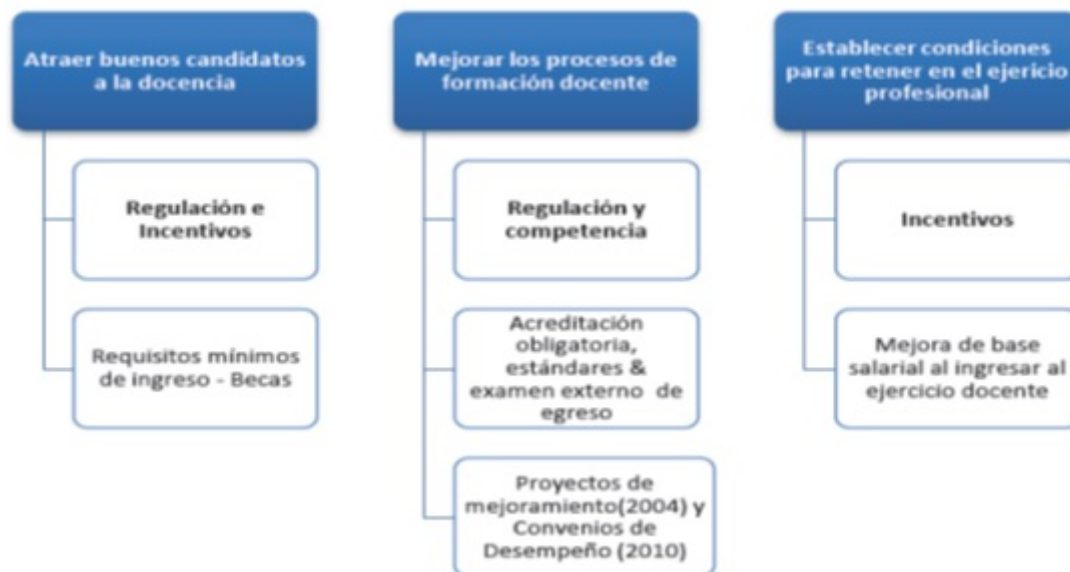 Atraer buenos candidatos
a la docencia
Regulación e
Incentivos
Requisitos mínimos
de ingreso - Becas
Mejorar los procesos de
formación docente
Regulación y
competencia
Acreditación
obligatoria,
estándares &
examen externo de
egreso
Proyectos de
mejoramiento(2004) y
Convenios de
Desempeño (2010)
Establecer condiciones
para retener en el ejericio
profesional
Incentivos
Mejora de base
salarial al ingresar al
ejercicio docente